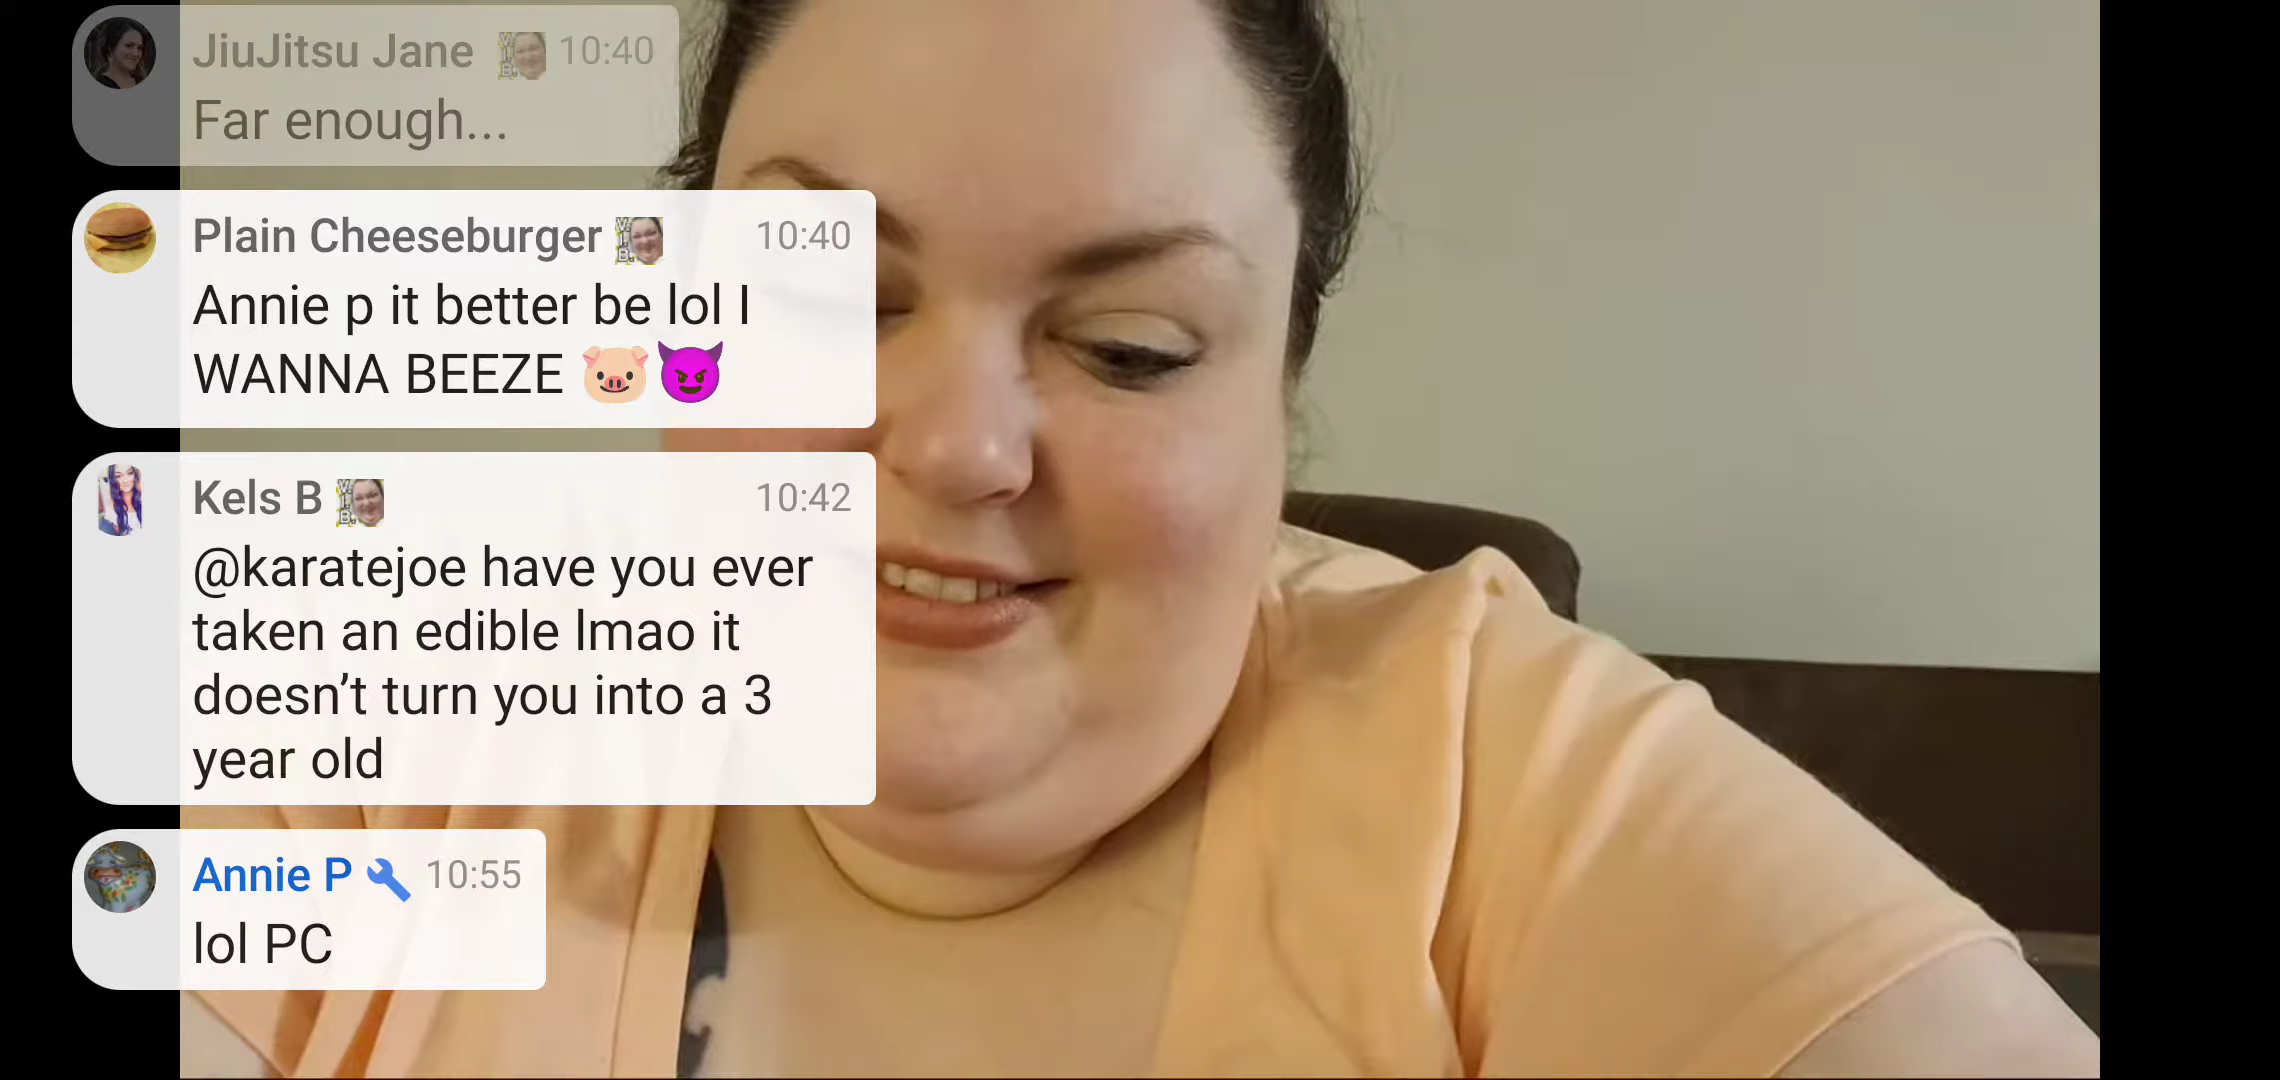 JiuJitsu Jane 10:40
Far enough...
Plain Cheeseburger 10:40
Annie p it better be lol I
WANNA BEEZE 🐷😈
Kels B 10:42
@karatejoe have you ever
taken an edible lmao it
doesn’t turn you into a 3
year old
Annie P 10:55
lol PC